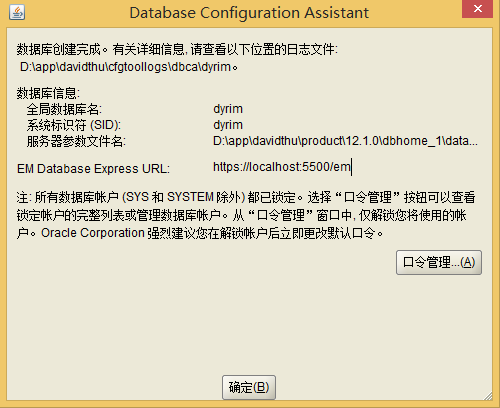 Database Configuration Assistant
数据库创建完成。有关详细信息, 请查看以下位置的日志文件:
D:\app\davidthu\cfgtoollogs\dbca\dyrim。
数据库信息:
全局数据库名: dyrim
系统标识符 (SID): dyrim
服务器参数文件名: D:\app\davidthu\product\12.1.0\dbhome_1\data...
EM Database Express URL: https://localhost:5500/em
注: 所有数据库帐户 (SYS 和 SYSTEM 除外) 都已锁定。选择“口令管理”按钮可以查看
锁定帐户的完整列表或管理数据库帐户。从“口令管理”窗口中, 仅解锁您将使用的帐
户。Oracle Corporation 强烈建议您在解锁帐户后立即更改默认口令。
口令管理...(A)
确定(B)